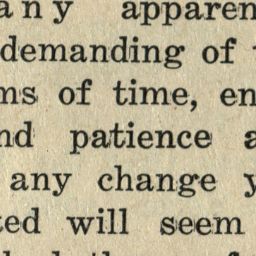 any apparen
demanding of
ms of time, en
nd patience a
any change y
ted will seem